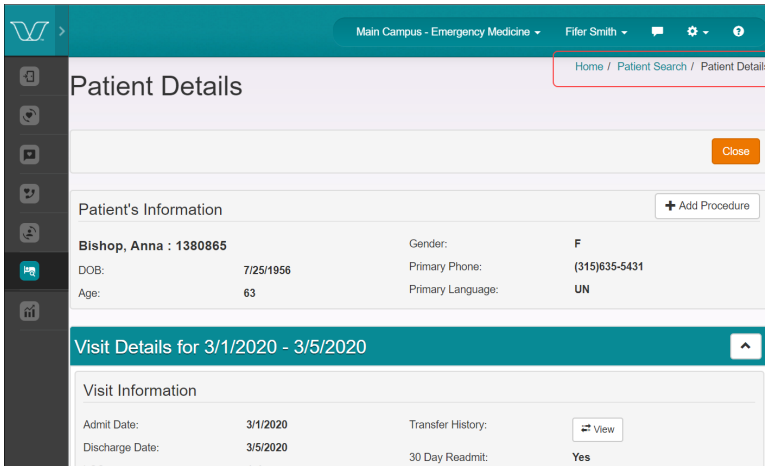 Main Campus - Emergency Medicine Fifer Smith
Home / Patient Search / Patient Details
Patient Details
Close
Patient's Information
Add Procedure
Bishop, Anna : 1380865
Gender: F
DOB: 7/25/1956
Primary Phone: (315)635-5431
Age: 63
Primary Language: UN
Visit Details for 3/1/2020 - 3/5/2020
Visit Information
Admit Date: 3/1/2020
Transfer History: View
Discharge Date: 3/5/2020
30 Day Readmit: Yes